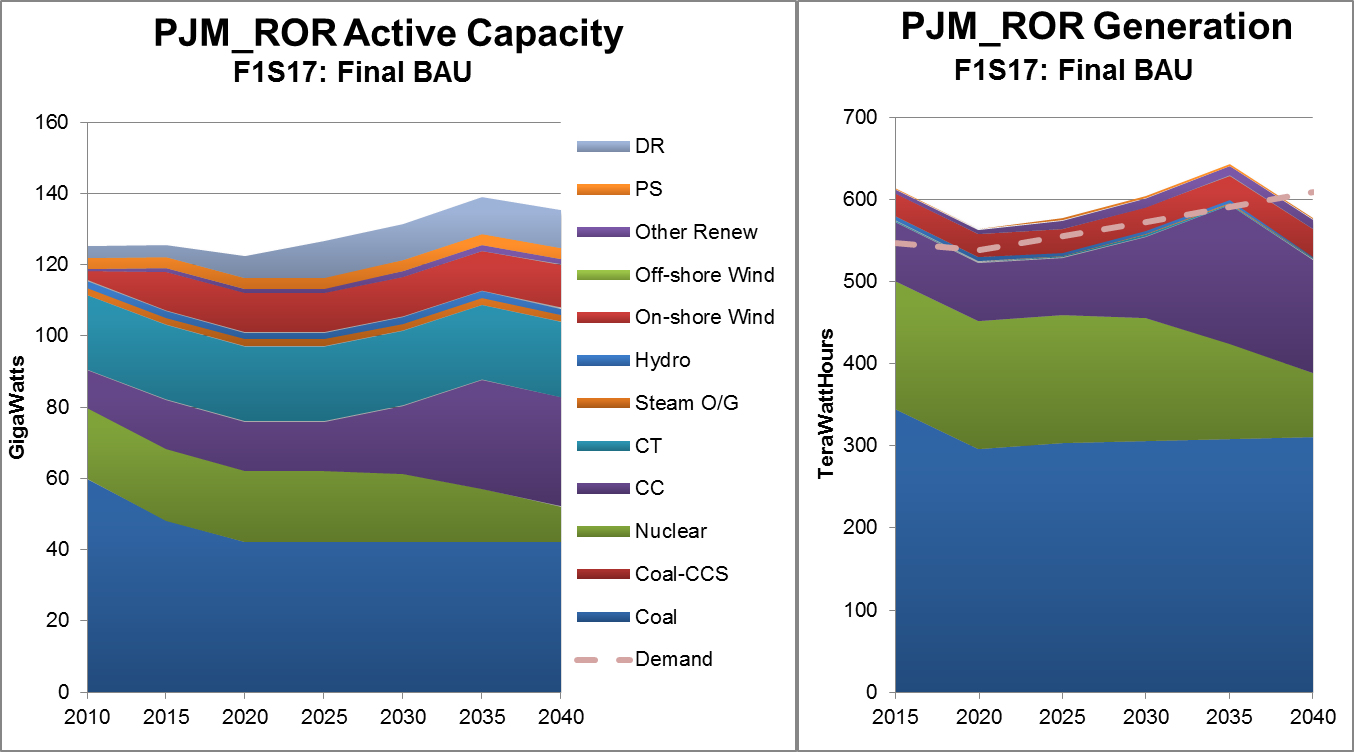 PJM_ROR Active Capacity
F1S17: Final BAU
GigaWatts
160
140
120
100
80
60
40
20
0
2010 2015 2020 2025 2030 2035 2040
DR
PS
Other Renew
Off-shore Wind
On-shore Wind
Hydro
Steam O/G
CT
CC
Nuclear
Coal-CCS
Coal
Demand
PJM_ROR Generation
F1S17: Final BAU
TeraWattHours
700
600
500
400
300
200
100
0
2015 2020 2025 2030 2035 2040